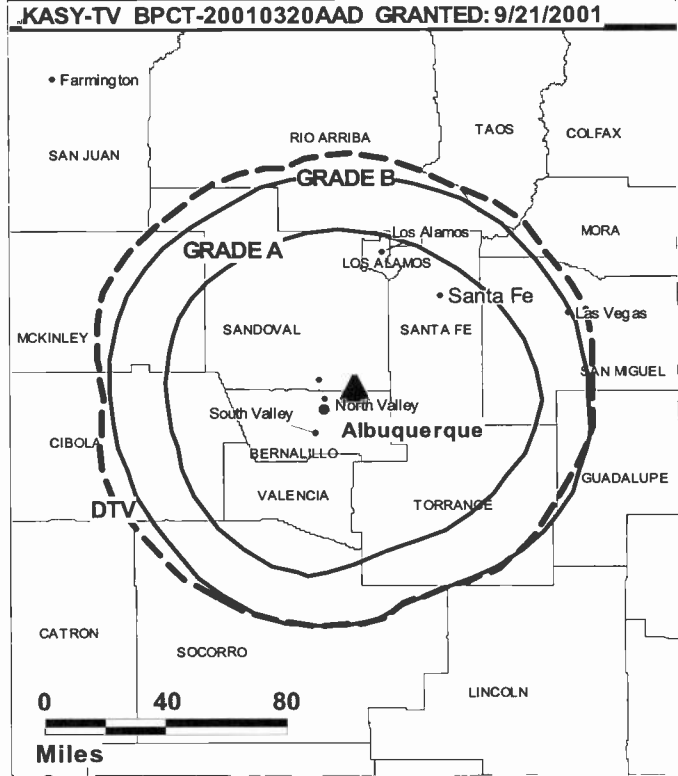 KASY-TV BPCT-20010320AAD GRANTED: 9/21/2001
Farmington
TAOS
COLFAX
RIO ARRIBA
SAN JUAN
GRADE B
MORA
Los Alamos
GRADE A
LOS ALAMOS
Santa Fe
Las Vegas
SANDOVAL
SANTA FE
MCKINLEY
SAN MIGUEL
North Valley
South Valley
Albuquerque
CIBOLA
BERNALILLO
GUADALUPE
VALENCIA
TORRANCE
DTV
CATRON
SOCORRO
LINCOLN
0 40 80
Miles